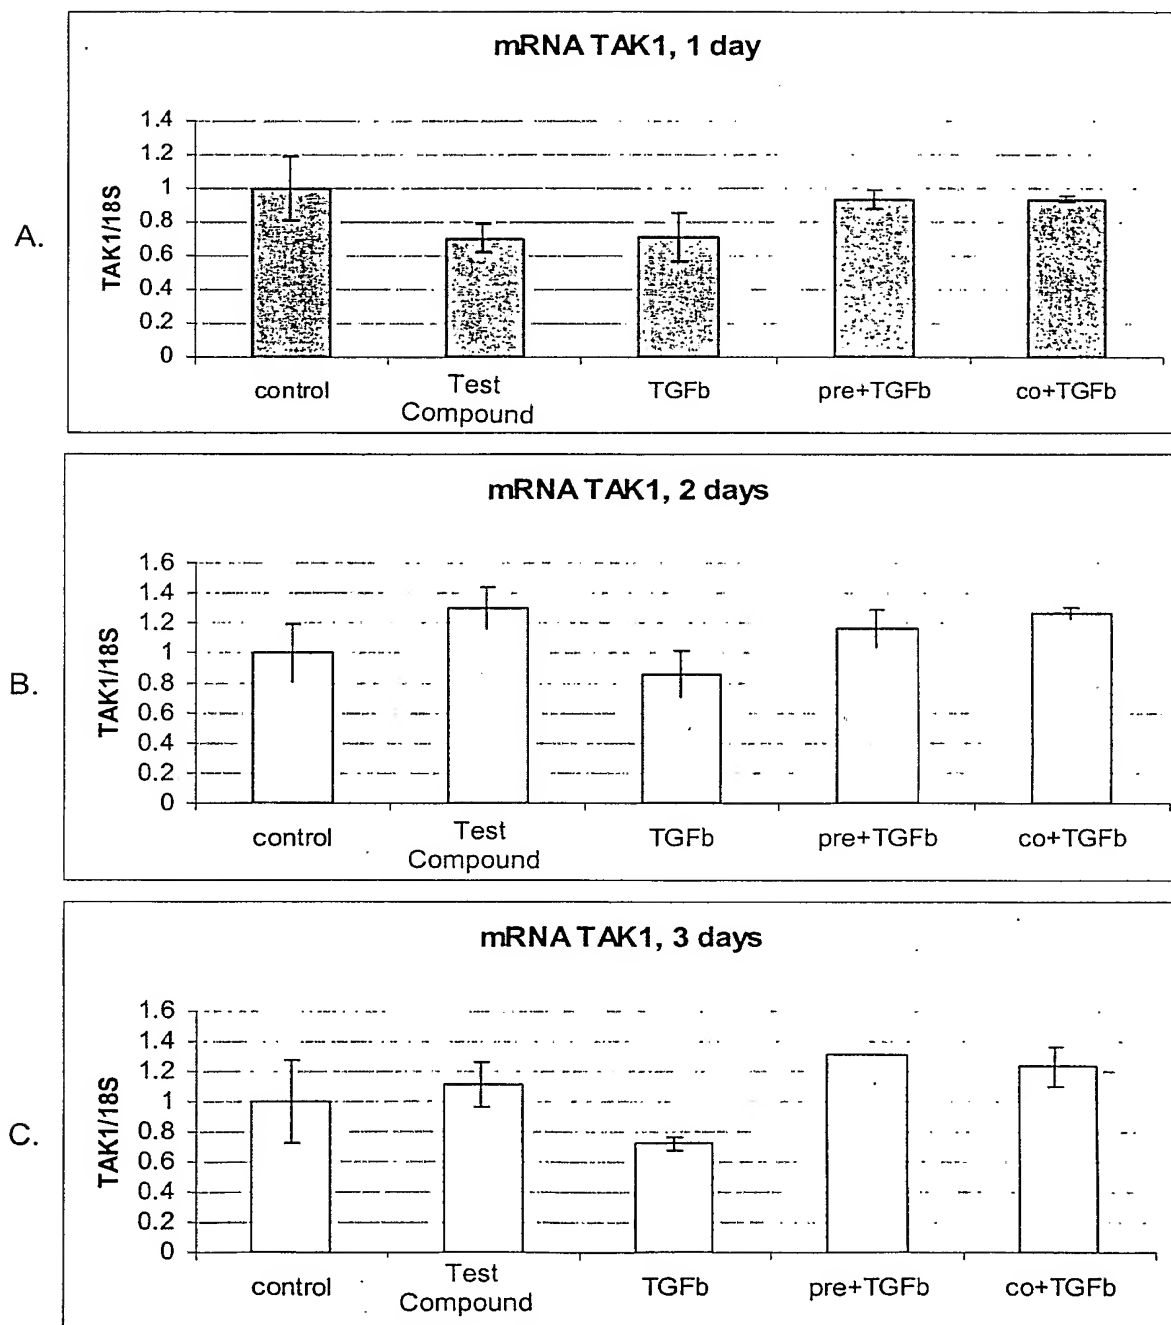 A.
mRNA TAK1, 1 day
TAK1/18S
1.4
1.2
1
0.8
0.6
0.4
0.2
0
control
Test
Compound
TGFb
pre+TGFb
co+TGFb
B.
mRNA TAK1, 2 days
TAK1/18S
1.6
1.4
1.2
1
0.8
0.6
0.4
0.2
0
control
Test
Compound
TGFb
pre+TGFb
co+TGFb
C.
mRNA TAK1, 3 days
TAK1/18S
1.6
1.4
1.2
1
0.8
0.6
0.4
0.2
0
control
Test
Compound
TGFb
pre+TGFb
co+TGFb